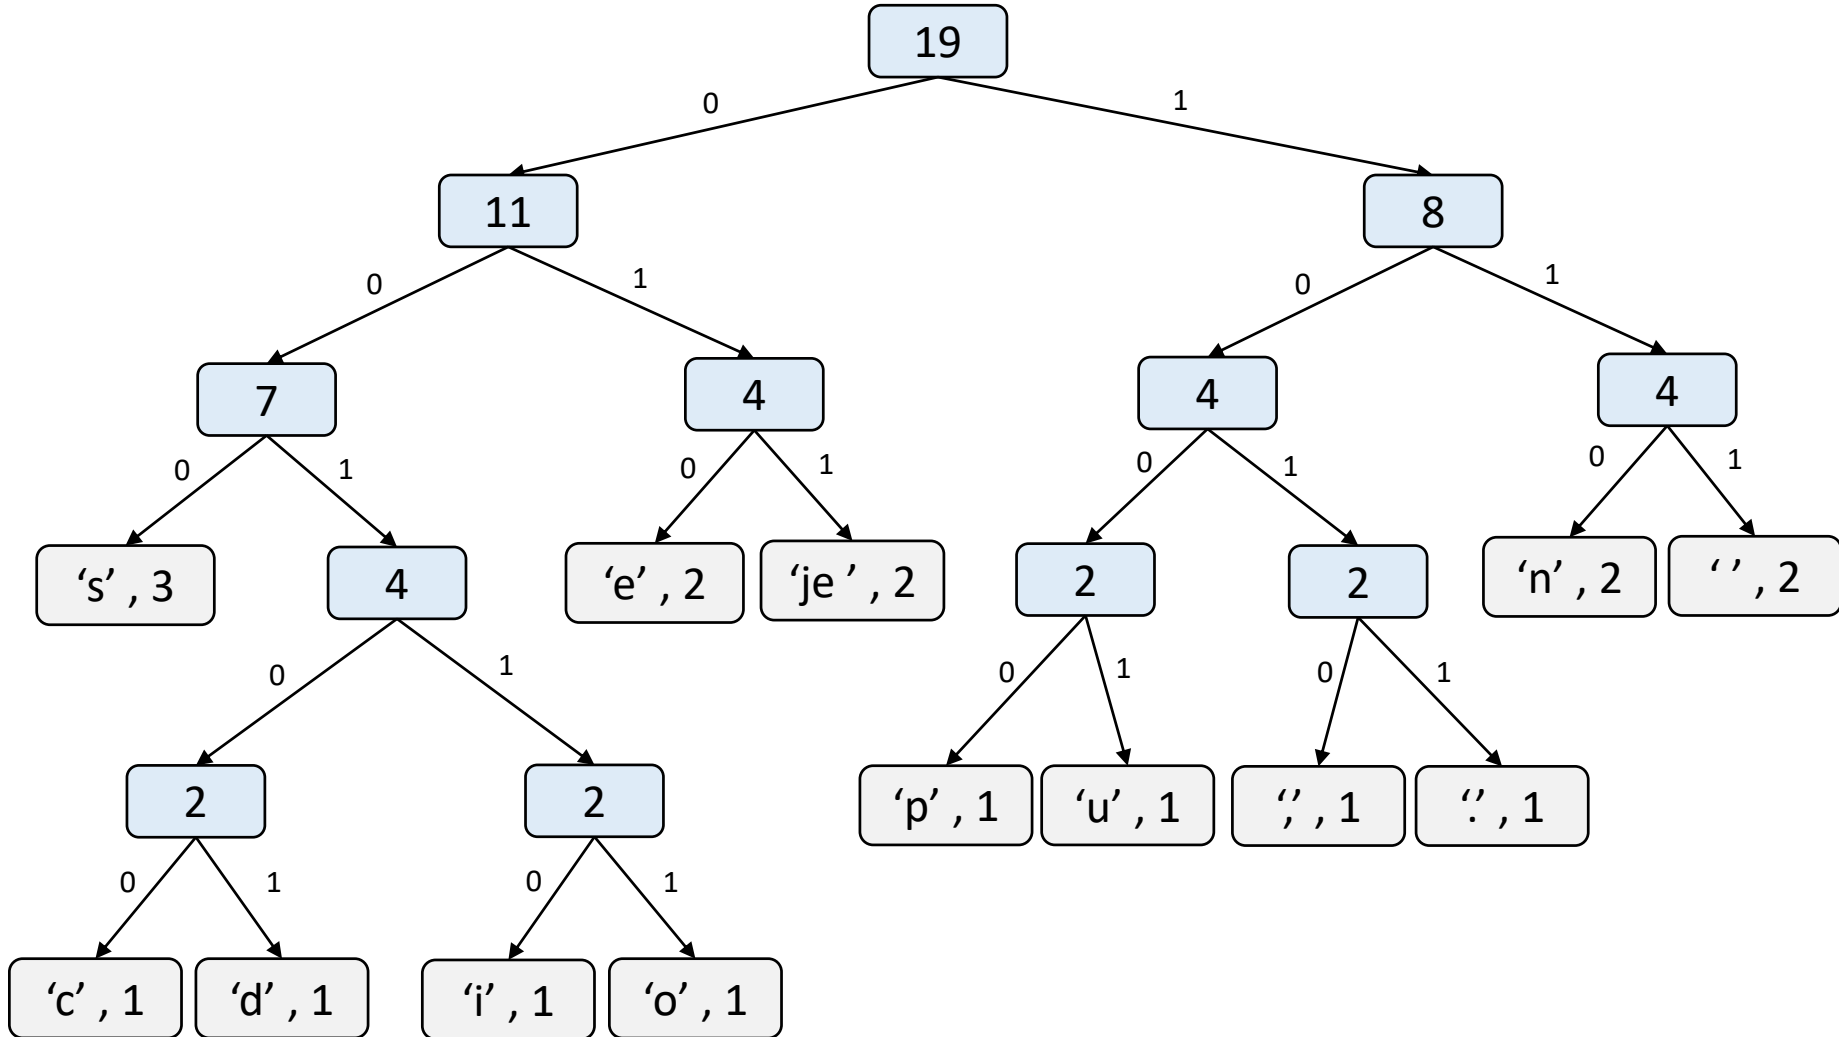 19
0 1
11 8
0 1 0 1
7 4 4 4
0 1 0 1 0 1 0 1
‘s’ , 3 4 ‘e’ , 2 ‘je ’ , 2 2 2 ‘n’ , 2 ‘ ’ , 2
0 1 0 1 0 1
2 2 ‘p’ , 1 ‘u’ , 1 ‘,’ , 1 ‘.’ , 1
0 1 0 1
‘c’ , 1 ‘d’ , 1 ‘i’ , 1 ‘o’ , 1